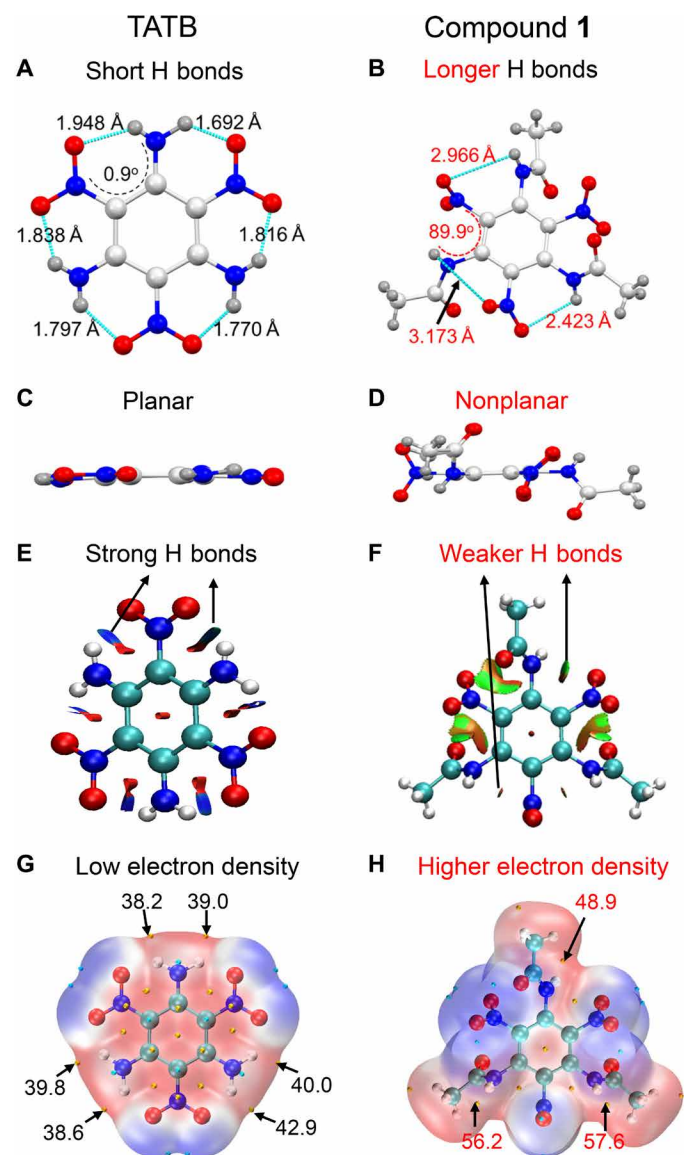 TATB
Compound 1
A
Short H bonds
B
Longer H bonds
1.948 Å
1.692 Å
0.9°
1.838 Å
1.816 Å
1.797 Å
1.770 Å
2.966 Å
89.9°
3.173 Å
2.423 Å
C
Planar
D
Nonplanar
E
Strong H bonds
F
Weaker H bonds
G
Low electron density
38.2
39.0
39.8
40.0
38.6
42.9
H
Higher electron density
48.9
56.2
57.6